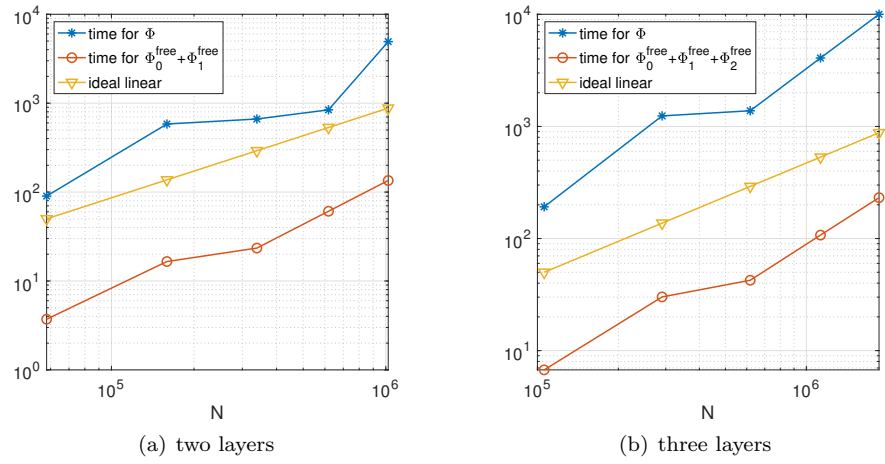 10^4
10^3
10^2
10^1
10^0
10^5
10^6
N
time for Φ
time for Φ_0^free+Φ_1^free
ideal linear
(a) two layers
10^4
10^3
10^2
10^1
10^5
10^6
N
time for Φ
time for Φ_0^free+Φ_1^free+Φ_2^free
ideal linear
(b) three layers